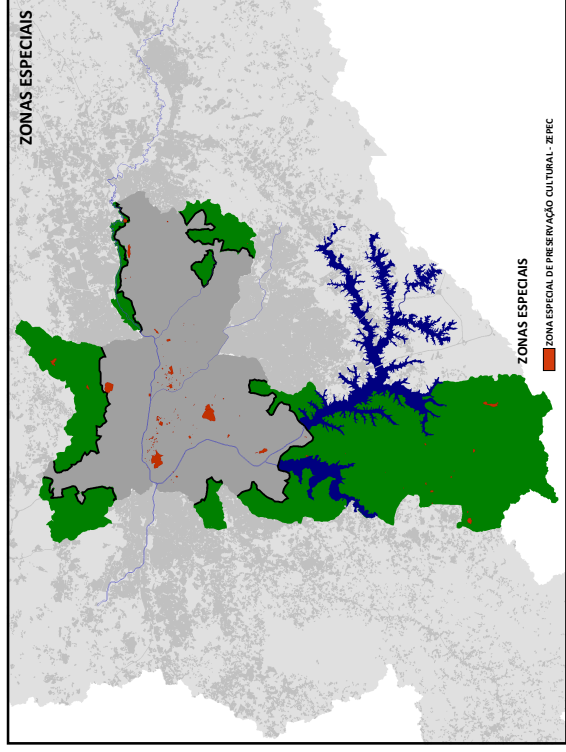 ZONAS ESPECIAIS
ZONAS ESPECIAIS
ZONA ESPECIAL DE PRESERVAÇÃO CULTURAL - ZEPEC